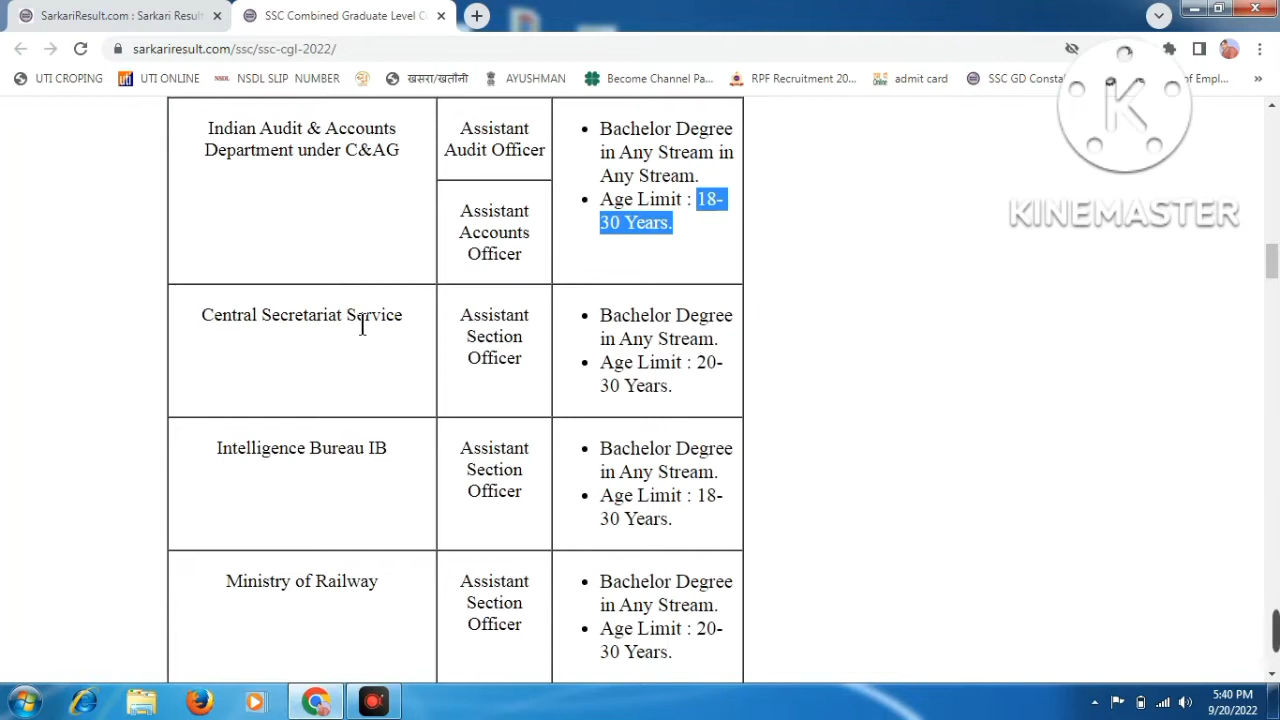 SarkariResult.com : Sarkari Result
SSC Combined Graduate Level C
sarkariresult.com/ssc/ssc-cgl-2022/
UTI CROPING
UTI ONLINE
NSDL SLIP NUMBER
खसरा/खतौनी
AYUSHMAN
Become Channel Pa...
RPF Recruitment 20...
admit card
SSC GD Consta
of Empl...
K
KINEMASTER
Indian Audit & Accounts
Department under C&AG
Assistant
Audit Officer
Assistant
Accounts
Officer
Bachelor Degree
in Any Stream in
Any Stream.
Age Limit : 18-
30 Years.
Central Secretariat Service
Assistant
Section
Officer
Bachelor Degree
in Any Stream.
Age Limit : 20-
30 Years.
Intelligence Bureau IB
Assistant
Section
Officer
Bachelor Degree
in Any Stream.
Age Limit : 18-
30 Years.
Ministry of Railway
Assistant
Section
Officer
Bachelor Degree
in Any Stream.
Age Limit : 20-
30 Years.
5:40 PM
9/20/2022